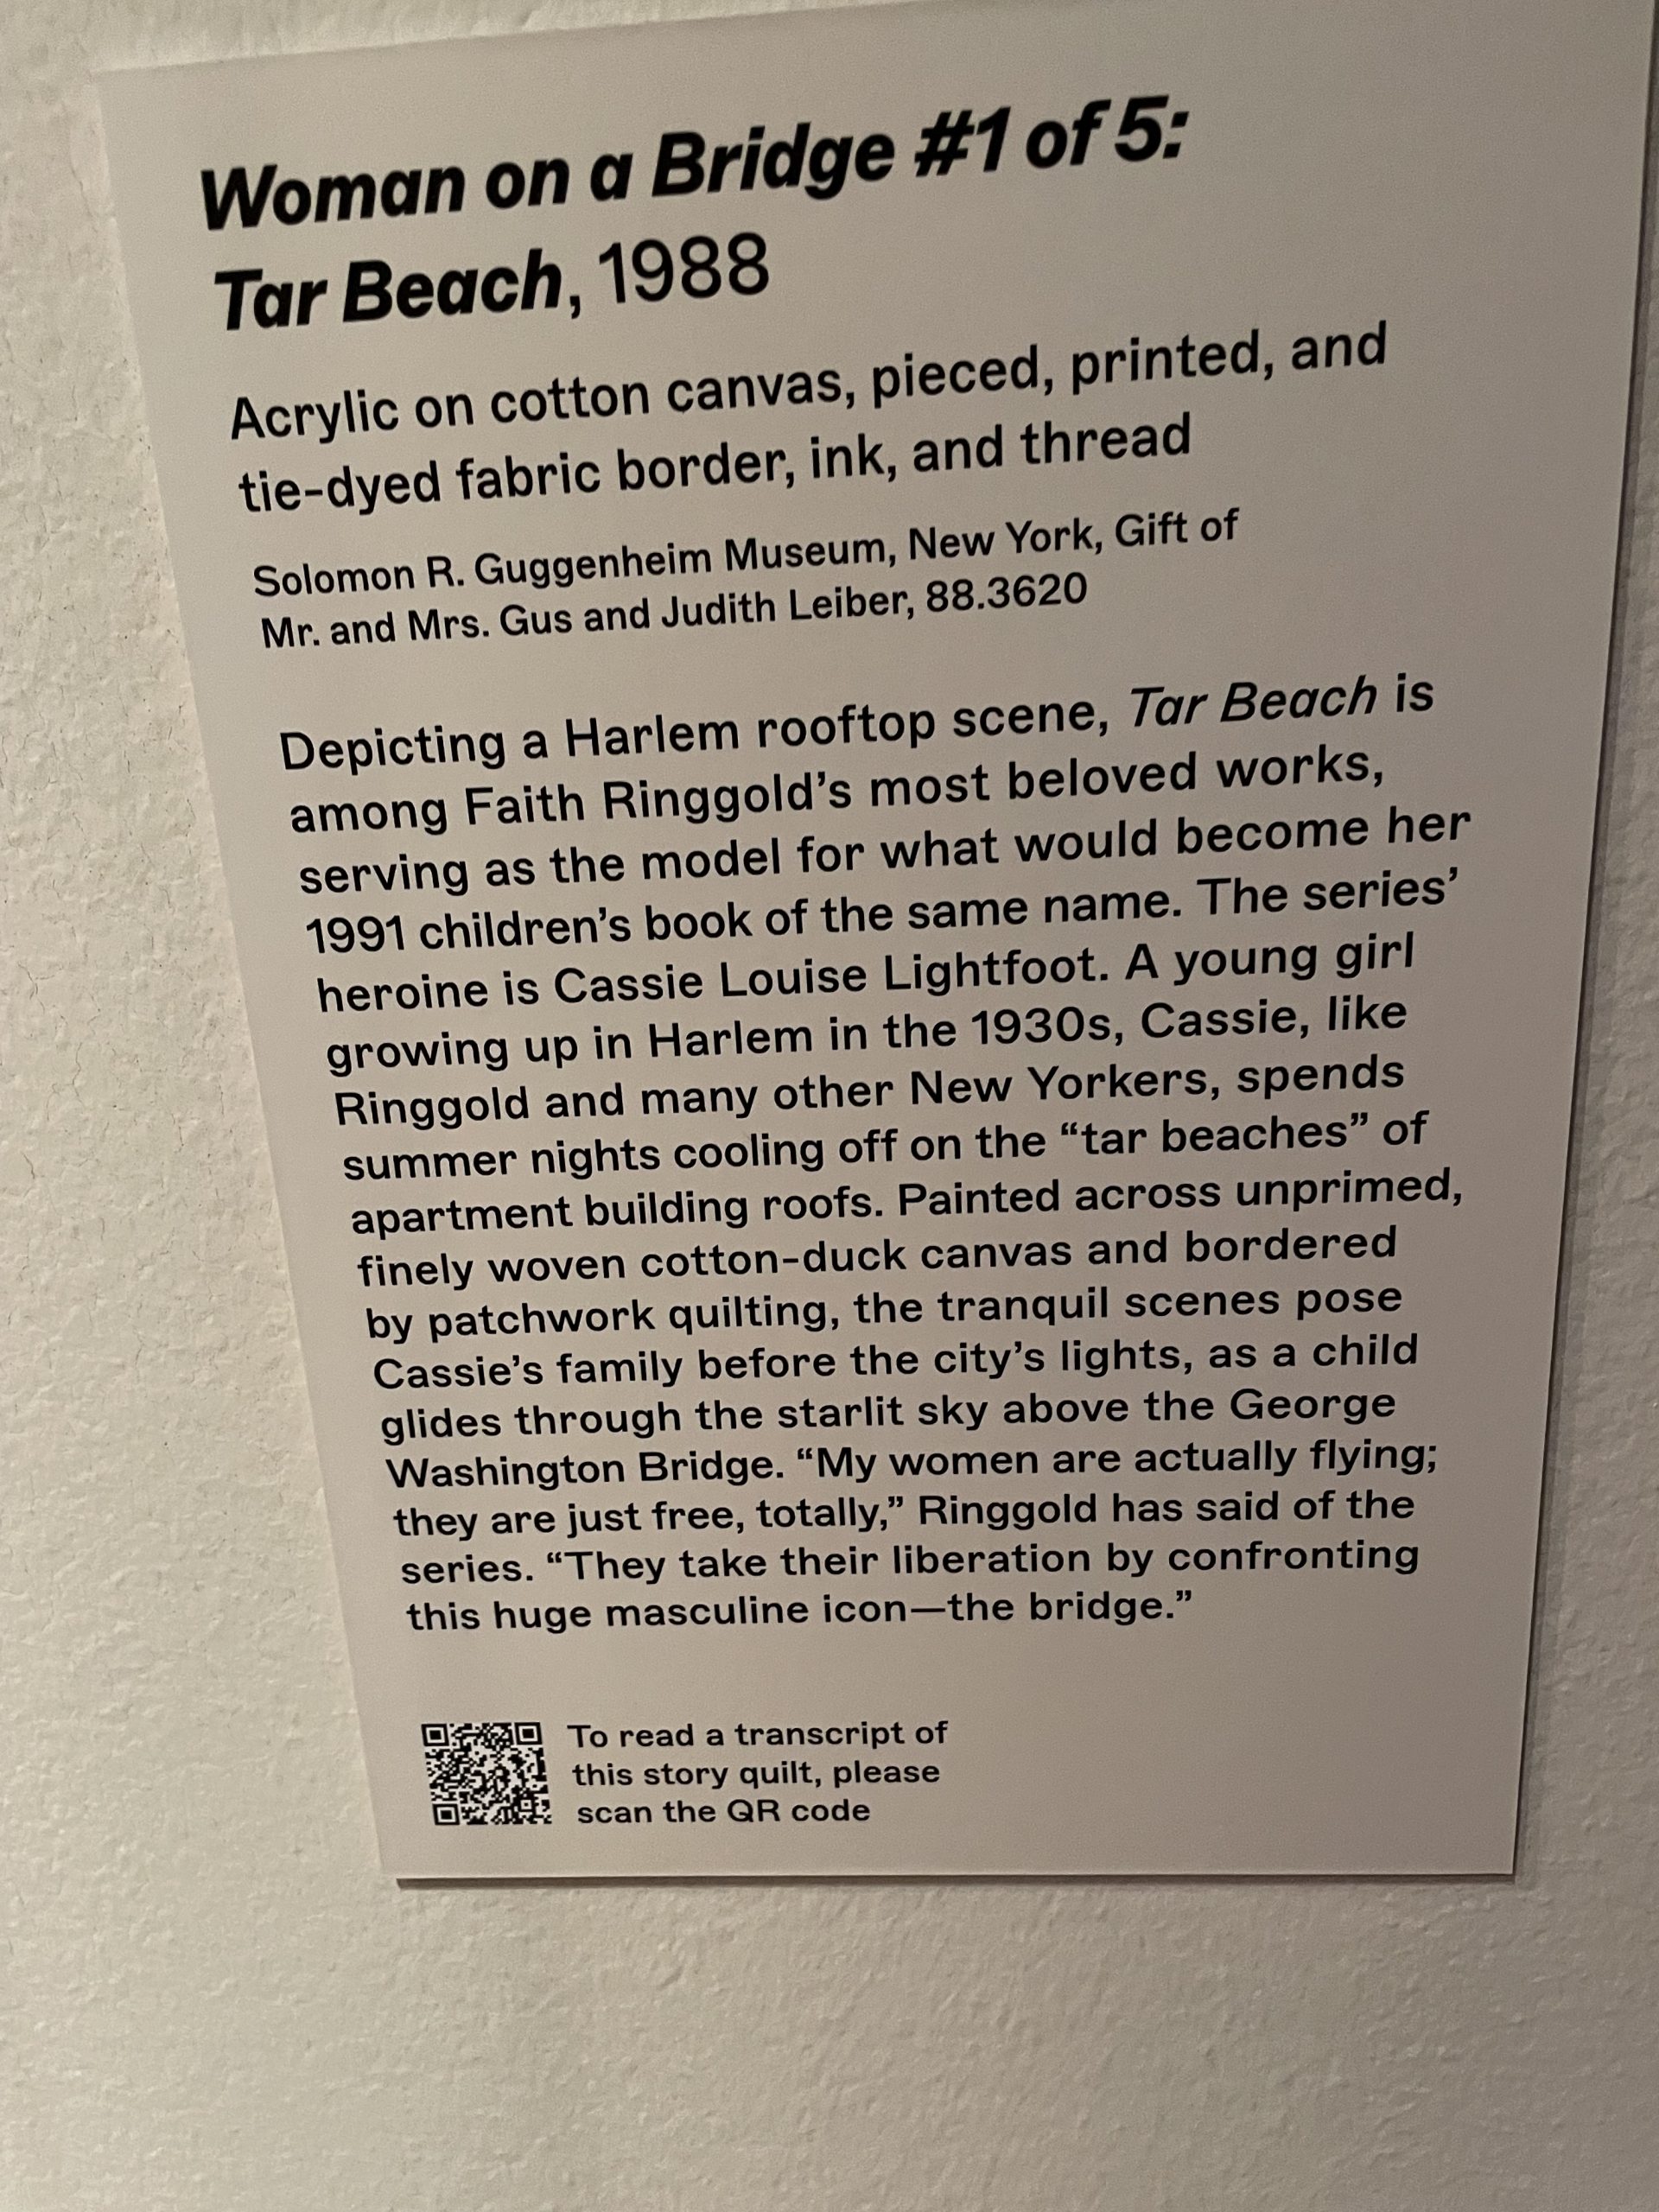 Woman on a Bridge #1 of 5:
Tar Beach, 1988
Acrylic on cotton canvas, pieced, printed, and
tie-dyed fabric border, ink, and thread
Solomon R. Guggenheim Museum, New York, Gift of
Mr. and Mrs. Gus and Judith Leiber, 88.3620
Depicting a Harlem rooftop scene, Tar Beach is
among Faith Ringgold’s most beloved works,
serving as the model for what would become her
1991 children’s book of the same name. The series’
heroine is Cassie Louise Lightfoot. A young girl
growing up in Harlem in the 1930s, Cassie, like
Ringgold and many other New Yorkers, spends
summer nights cooling off on the “tar beaches” of
apartment building roofs. Painted across unprimed,
finely woven cotton-duck canvas and bordered
by patchwork quilting, the tranquil scenes pose
Cassie’s family before the city’s lights, as a child
glides through the starlit sky above the George
Washington Bridge. “My women are actually flying;
they are just free, totally,” Ringgold has said of the
series. “They take their liberation by confronting
this huge masculine icon—the bridge.”
To read a transcript of
this story quilt, please
scan the QR code